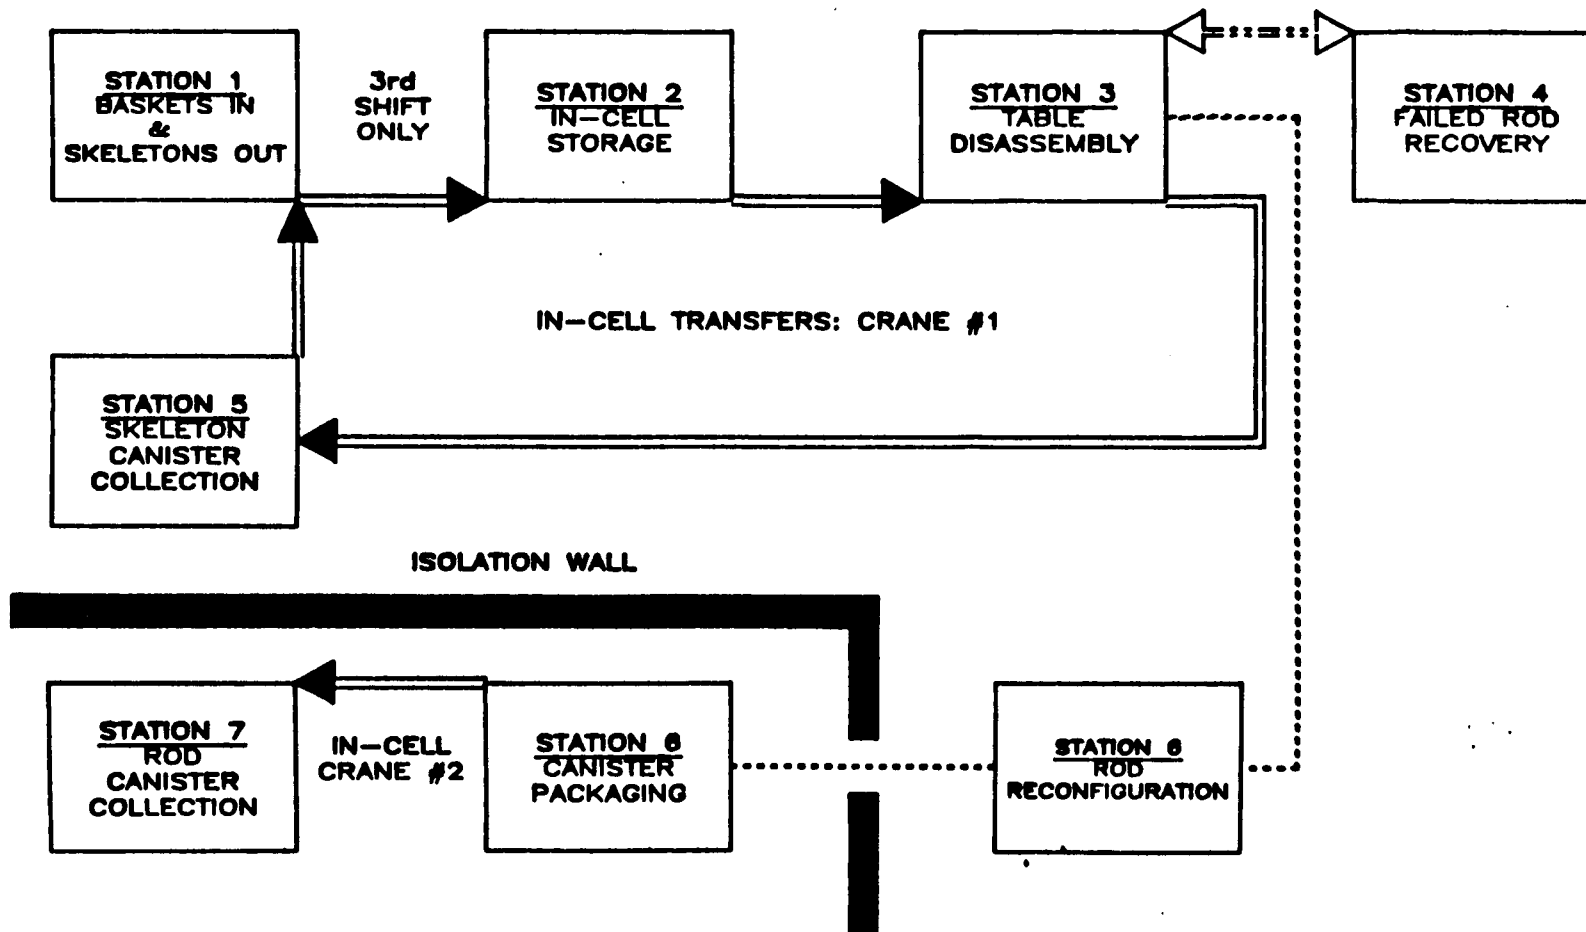 STATION 1
BASKETS IN
&
SKELETONS OUT
3rd
SHIFT
ONLY
STATION 2
IN-CELL
STORAGE
STATION 3
TABLE
DISASSEMBLY
STATION 4
FAILED ROD
RECOVERY
IN-CELL TRANSFERS: CRANE #1
STATION 5
SKELETON
CANISTER
COLLECTION
ISOLATION WALL
STATION 7
ROD
CANISTER
COLLECTION
IN-CELL
CRANE #2
STATION 6
CANISTER
PACKAGING
STATION 6
ROD
RECONFIGURATION